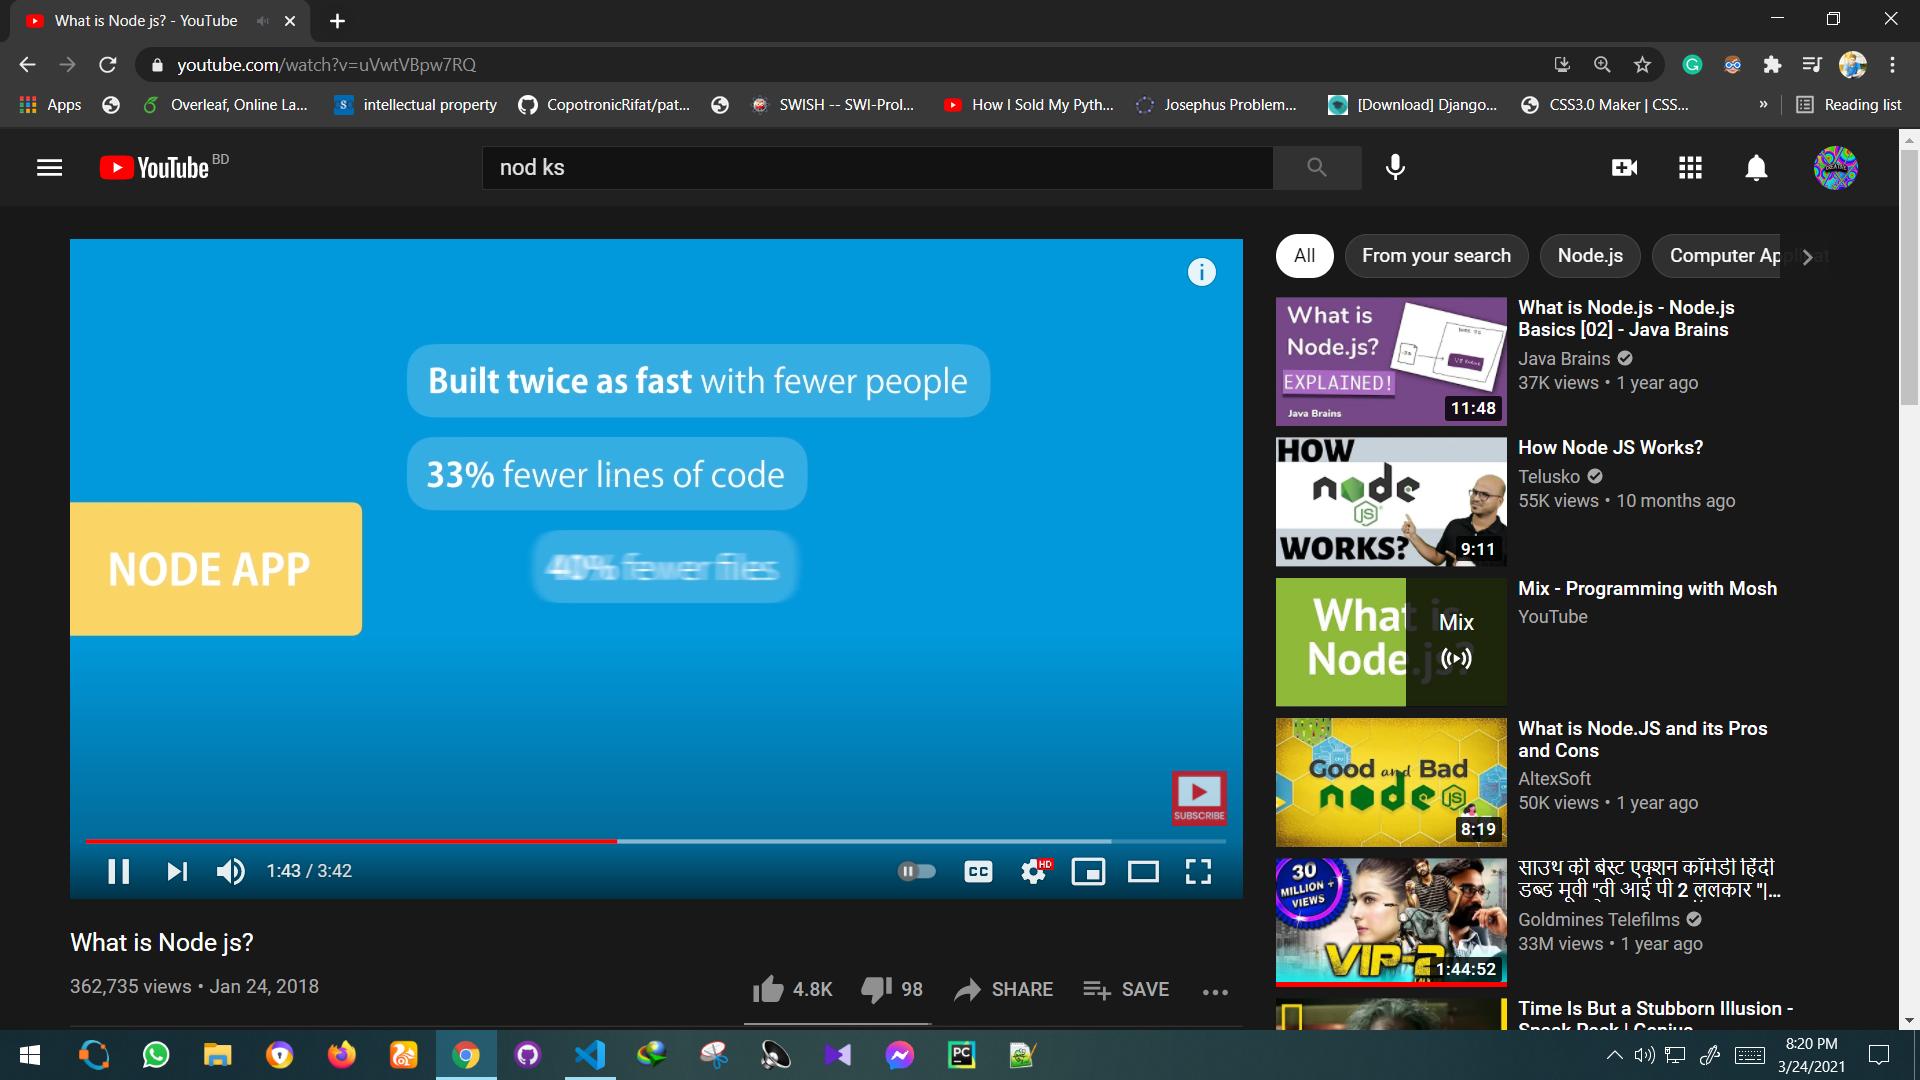 What is Node js? - YouTube
youtube.com/watch?v=uVwtVBpw7RQ
Apps
Overleaf, Online La...
intellectual property
CopotronicRifat/pat...
SWISH -- SWI-Prol...
How I Sold My Pyth...
Josephus Problem...
[Download] Django...
CSS3.0 Maker | CSS...
»
Reading list
YouTube BD
nod ks
Built twice as fast with fewer people
33% fewer lines of code
40% fewer files
NODE APP
SUBSCRIBE
1:43 / 3:42
CC
HD
What is Node js?
362,735 views • Jan 24, 2018
4.8K
98
SHARE
SAVE
All
From your search
Node.js
Computer Ap
What is
Node.js?
EXPLAINED!
Java Brains
11:48
What is Node.js - Node.js
Basics [02] - Java Brains
Java Brains
37K views • 1 year ago
HOW
node
JS
WORKS?
9:11
How Node JS Works?
Telusko
55K views • 10 months ago
What is
Node.js?
Mix
Mix - Programming with Mosh
YouTube
Good and Bad
node
JS
8:19
What is Node.JS and its Pros
and Cons
AltexSoft
50K views • 1 year ago
30
MILLION +
VIEWS
VIP-2
1:44:52
साउथ की बेस्ट एक्शन कॉमेडी हिंदी
डब्ड मूवी "वी आई पी 2 ललकार "|...
Goldmines Telefilms
33M views • 1 year ago
Time Is But a Stubborn Illusion -
Sneak Peek | Genius
PC
8:20 PM
3/24/2021